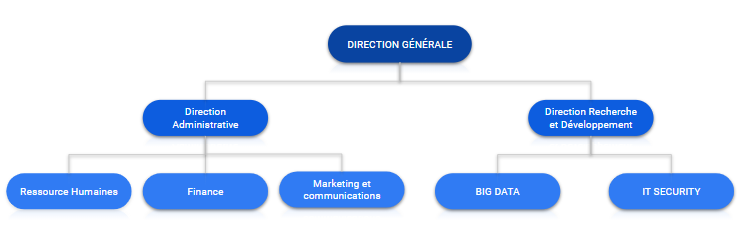 DIRECTION GÉNÉRALE
Direction
Administrative
Direction Recherche
et Développement
Ressource Humaines
Finance
Marketing et
communications
BIG DATA
IT SECURITY